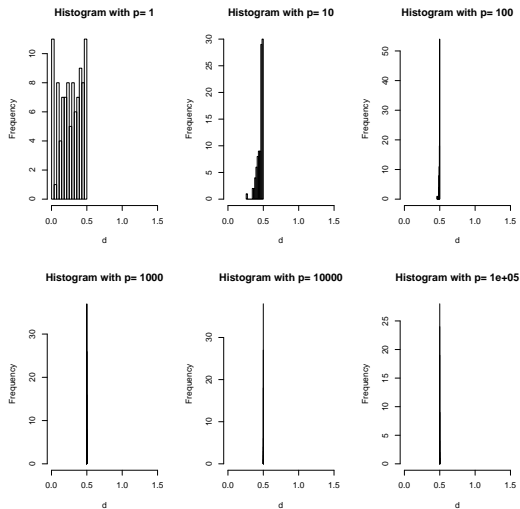 Histogram with p= 1
Frequency
0 2 4 6 8 10
0.0 0.5 1.0 1.5
d
Histogram with p= 10
Frequency
0 5 10 15 20 25 30
0.0 0.5 1.0 1.5
d
Histogram with p= 100
Frequency
0 10 20 30 40 50
0.0 0.5 1.0 1.5
d
Histogram with p= 1000
Frequency
0 10 20 30
0.0 0.5 1.0 1.5
d
Histogram with p= 10000
Frequency
0 10 20 30
0.0 0.5 1.0 1.5
d
Histogram with p= 1e+05
Frequency
0 5 10 15 20 25
0.0 0.5 1.0 1.5
d